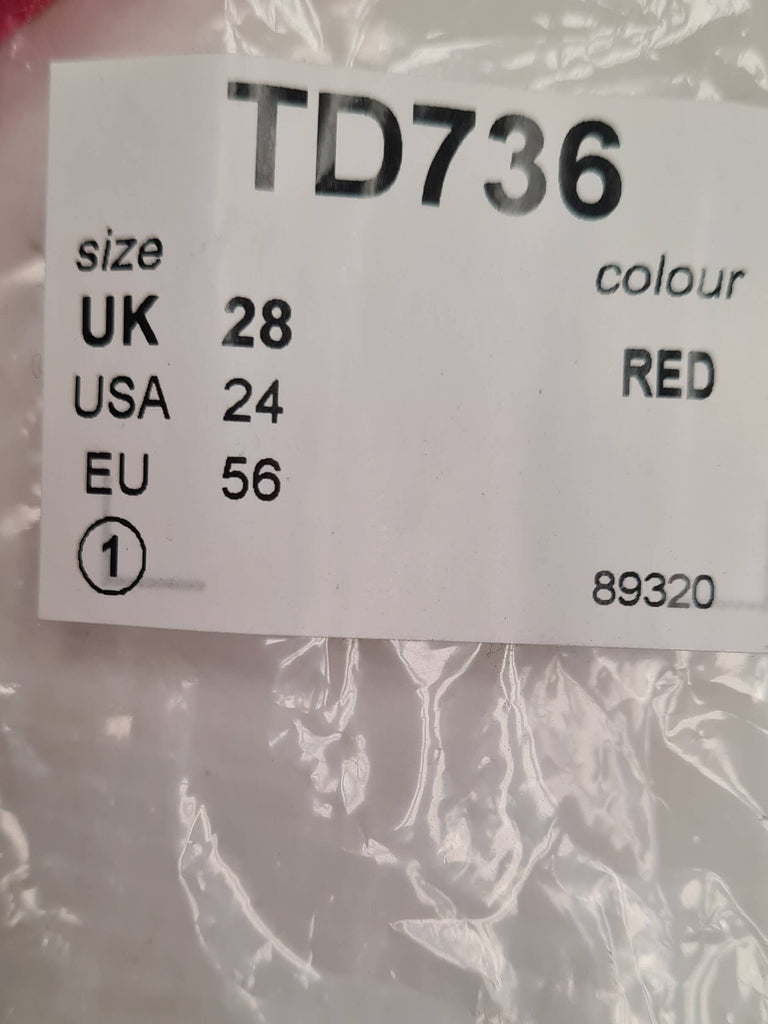 TD736
size
colour
UK 28
RED
USA 24
EU 56
1
89320